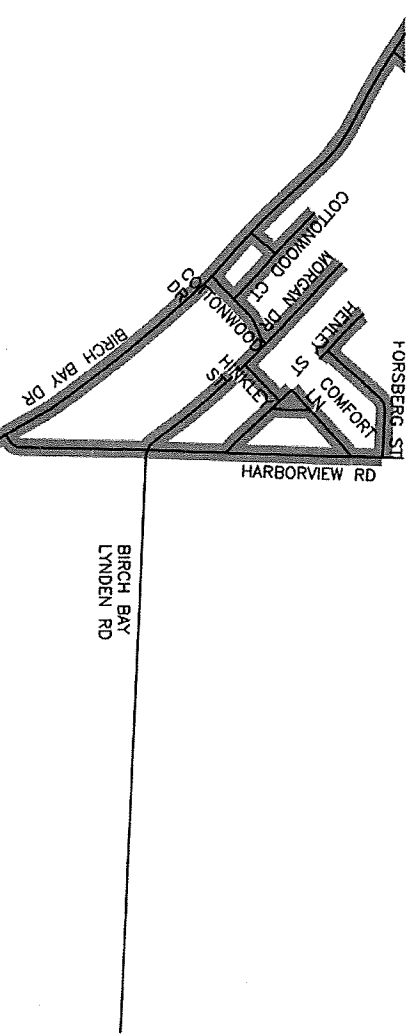 COTTONWOOD CT
MORGAN DR
HENLEY
ST
FORSBERG ST
COMFORT
LN
COTTONWOOD
DR
HINKLEY
ST
BIRCH BAY DR
HARBORVIEW RD
BIRCH BAY
LYNDEN RD